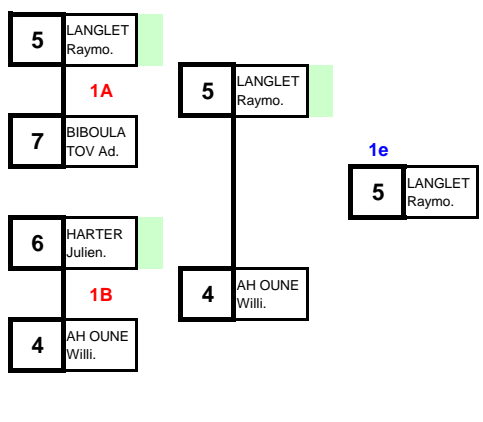 5
LANGLET
Raymo.
1A
7
BIBOULA
TOV Ad.
6
HARTER
Julien.
1B
4
AH OUNE
Willi.
5
LANGLET
Raymo.
4
AH OUNE
Willi.
1e
5
LANGLET
Raymo.